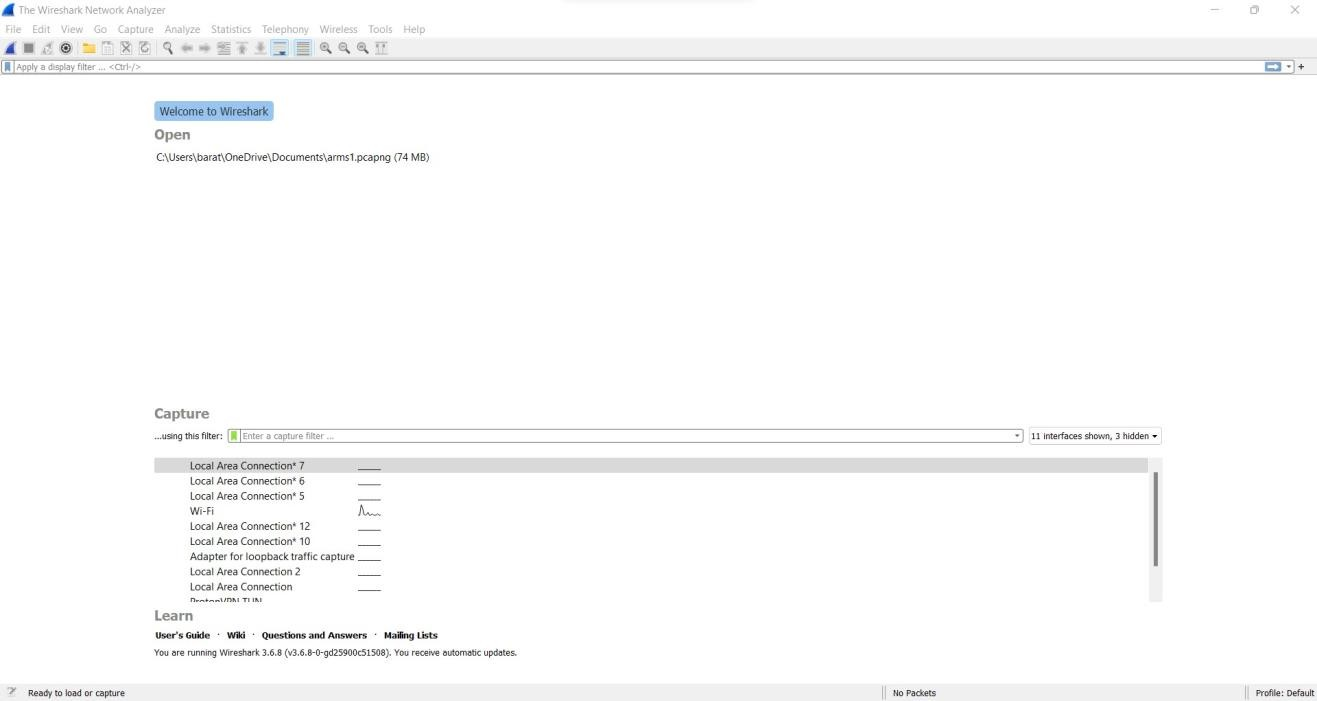 The Wireshark Network Analyzer
File Edit View Go Capture Analyze Statistics Telephony Wireless Tools Help
Apply a display filter ... <Ctrl-/>
+
Welcome to Wireshark
Open
C:\Users\barat\OneDrive\Documents\arms1.pcapng (74 MB)
Capture
...using this filter: Enter a capture filter ... 11 interfaces shown, 3 hidden
Local Area Connection* 7
Local Area Connection* 6
Local Area Connection* 5
Wi-Fi
Local Area Connection* 12
Local Area Connection* 10
Adapter for loopback traffic capture
Local Area Connection 2
Local Area Connection
ProtonVPN TUN
Learn
User's Guide · Wiki · Questions and Answers · Mailing Lists
You are running Wireshark 3.6.8 (v3.6.8-0-gd25900c51508). You receive automatic updates.
Ready to load or capture No Packets Profile: Default